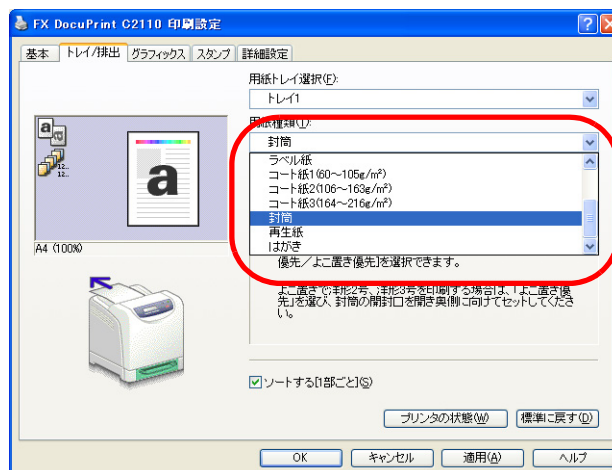 FX DocuPrint C2110 印刷設定
基本
トレイ/排出
グラフィックス
スタンプ
詳細設定
用紙トレイ選択(F):
トレイ1
用紙種類(T):
封筒
ラベル紙
コート紙1(60～105g/m²)
コート紙2(106～163g/m²)
コート紙3(164～216g/m²)
封筒
再生紙
はがき
a
a
12..
12..
a
A4 (100%)
優先／よこ置き優先]を選択できます。
よこ置きで洋形2号、洋形3号を印刷する場合は、「よこ置き優
先」を選び、封筒の開封口を開き奥側に向けてセットしてくださ
い。
ソートする[1部ごと](S)
プリンタの状態(W)
標準に戻す(D)
OK
キャンセル
適用(A)
ヘルプ